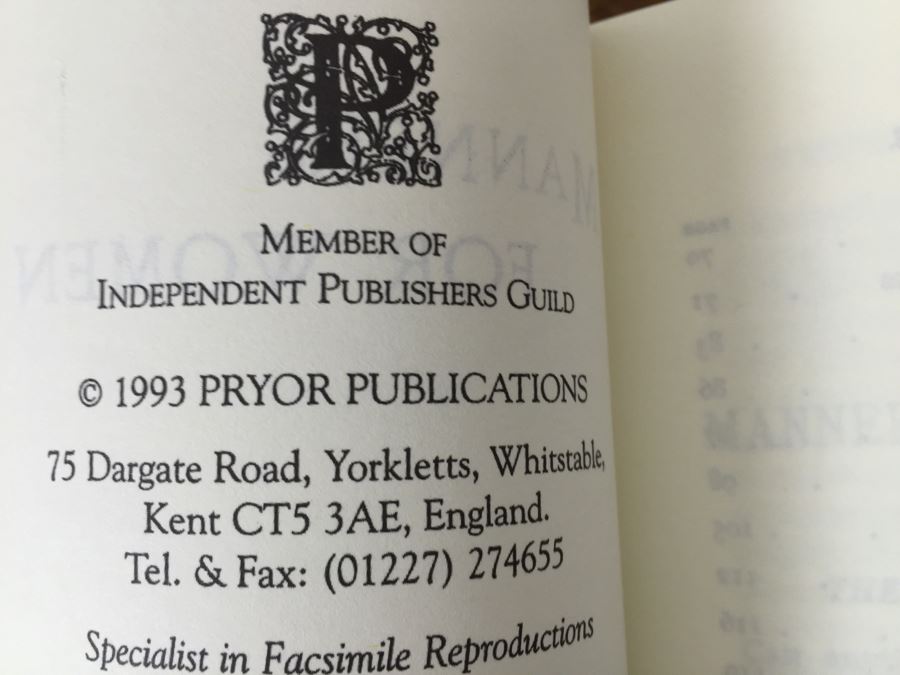 P
MEMBER OF
INDEPENDENT PUBLISHERS GUILD
© 1993 PRYOR PUBLICATIONS
75 Dargate Road, Yorkletts, Whitstable,
Kent CT5 3AE, England.
Tel. & Fax: (01227) 274655
Specialist in Facsimile Reproductions